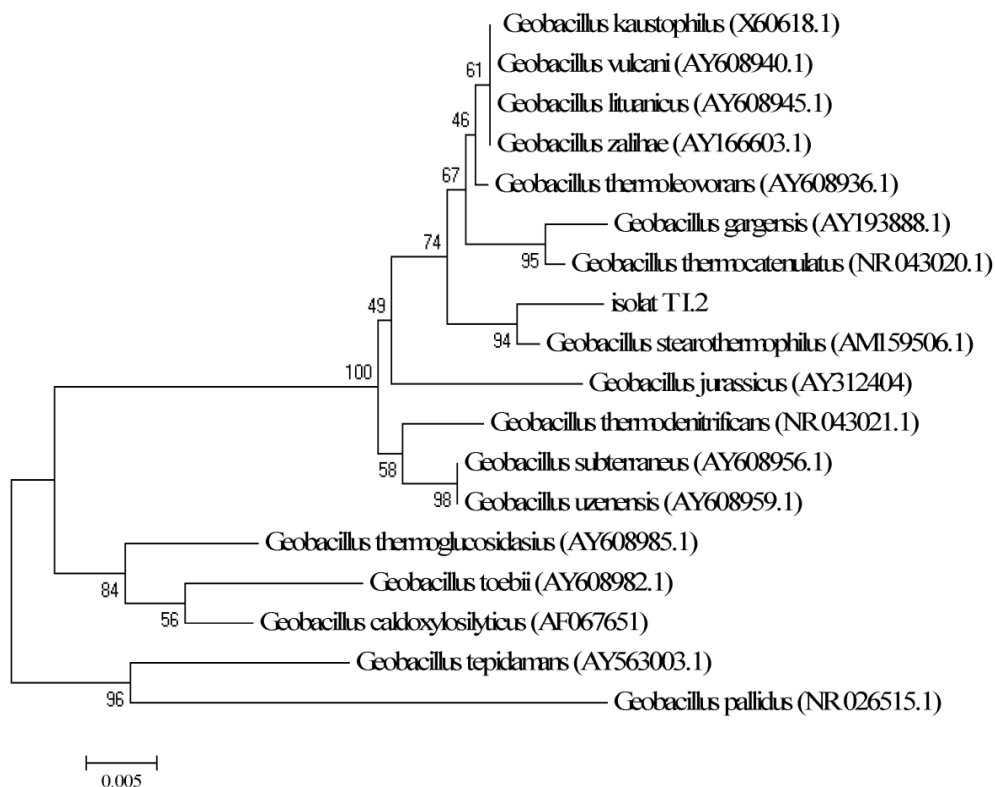 Geobacillus kaustophilus (X60618.1)
61
Geobacillus vulcani (AY608940.1)
Geobacillus lituanicus (AY608945.1)
46
Geobacillus zalihae (AY166603.1)
67
Geobacillus thermoleovorans (AY608936.1)
Geobacillus gargensis (AY193888.1)
74
95
Geobacillus thermocatenulatus (NR 043020.1)
49
isolat T I.2
94
Geobacillus stearothermophilus (AM159506.1)
100
Geobacillus jurassicus (AY312404)
Geobacillus thermodenitrificans (NR 043021.1)
58
Geobacillus subterraneus (AY608956.1)
98
Geobacillus uzenensis (AY608959.1)
Geobacillus thermoglucosidasius (AY608985.1)
84
Geobacillus toebii (AY608982.1)
56
Geobacillus caldoxylosilyticus (AF067651)
Geobacillus tepidamans (AY563003.1)
96
Geobacillus pallidus (NR 026515.1)
0.005